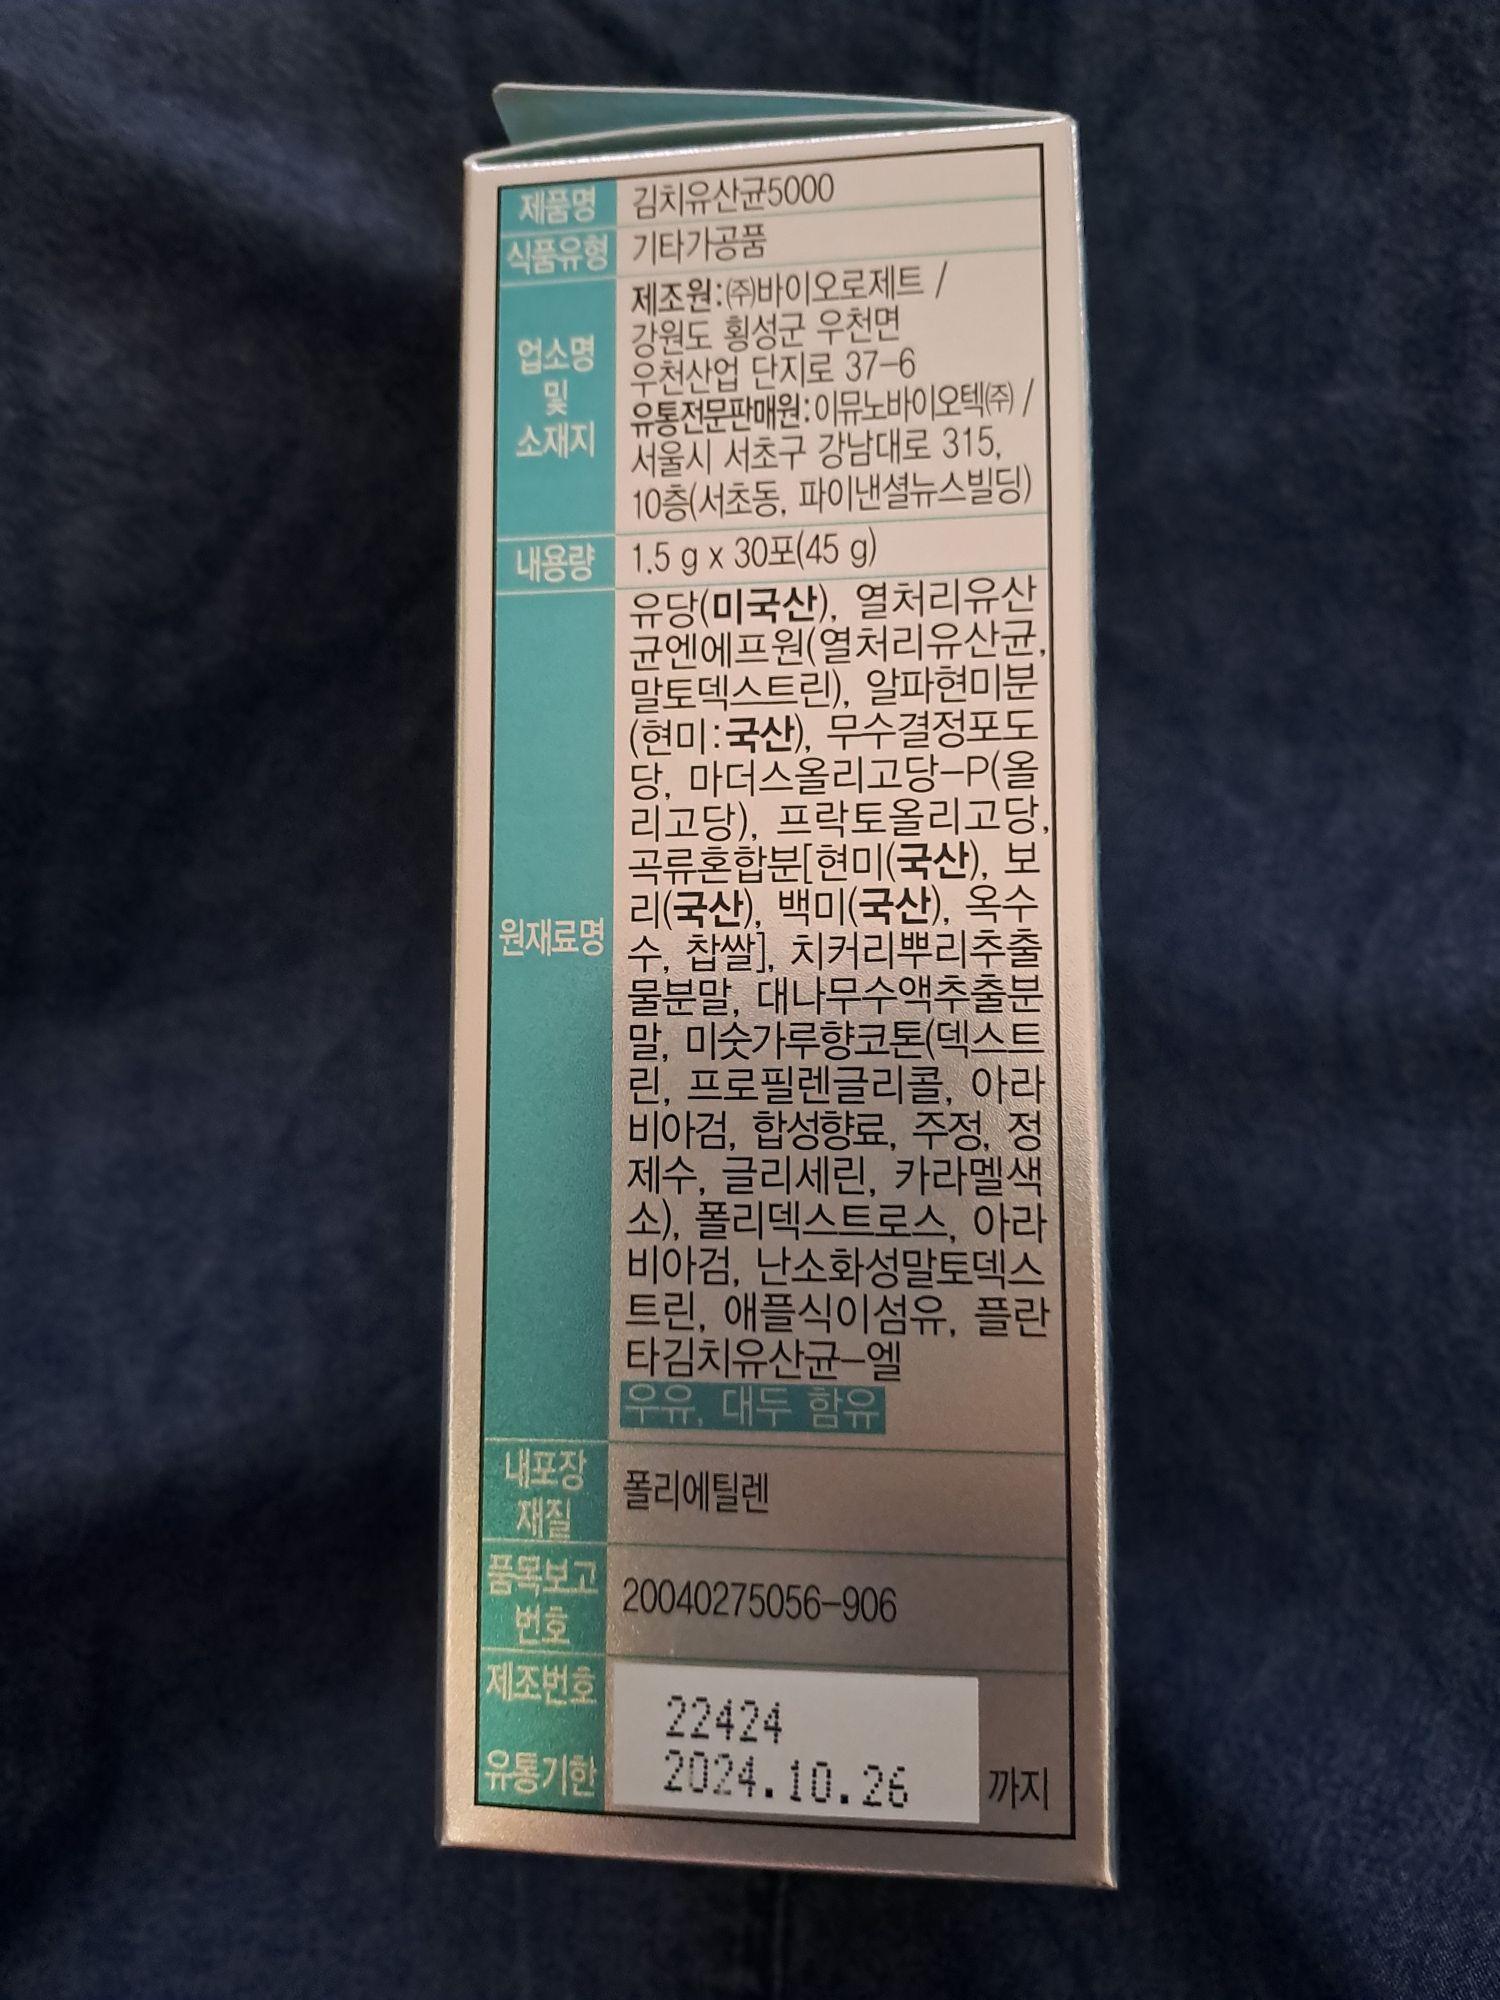 제품명 김치유산균5000
식품유형 기타가공품
업소명 및 소재지
제조원:㈜바이오로제트 /
강원도 횡성군 우천면
우천산업 단지로 37-6
유통전문판매원:이뮤노바이오텍㈜ /
서울시 서초구 강남대로 315,
10층(서초동, 파이낸셜뉴스빌딩)
내용량 1.5 g x 30포(45 g)
원재료명
유당(미국산), 열처리유산
균엔에프원(열처리유산균,
말토덱스트린), 알파현미분
(현미:국산), 무수결정포도
당, 마더스올리고당-P(올
리고당), 프락토올리고당,
곡류혼합분[현미(국산), 보
리(국산), 백미(국산), 옥수
수, 찹쌀], 치커리뿌리추출
물분말, 대나무수액추출분
말, 미숫가루향코튼(덱스트
린, 프로필렌글리콜, 아라
비아검, 합성향료, 주정, 정
제수, 글리세린, 카라멜색
소), 폴리덱스트로스, 아라
비아검, 난소화성말토덱스
트린, 애플식이섬유, 플란
타김치유산균-엘
우유, 대두 함유
내포장
재질 폴리에틸렌
품목보고
번호 20040275056-906
제조번호 22424
유통기한 2024.10.26 까지